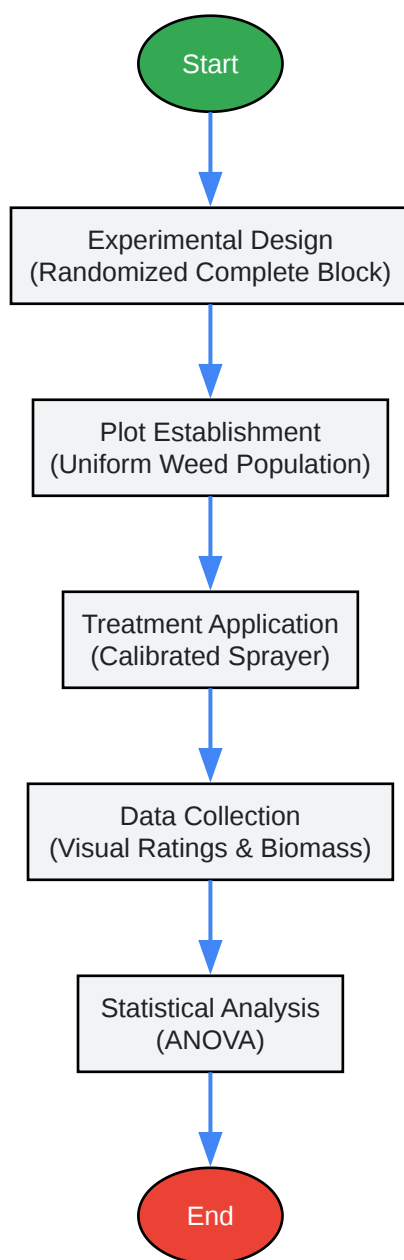 Start
Experimental Design
(Randomized Complete Block)
Plot Establishment
(Uniform Weed Population)
Treatment Application
(Calibrated Sprayer)
Data Collection
(Visual Ratings & Biomass)
Statistical Analysis
(ANOVA)
End